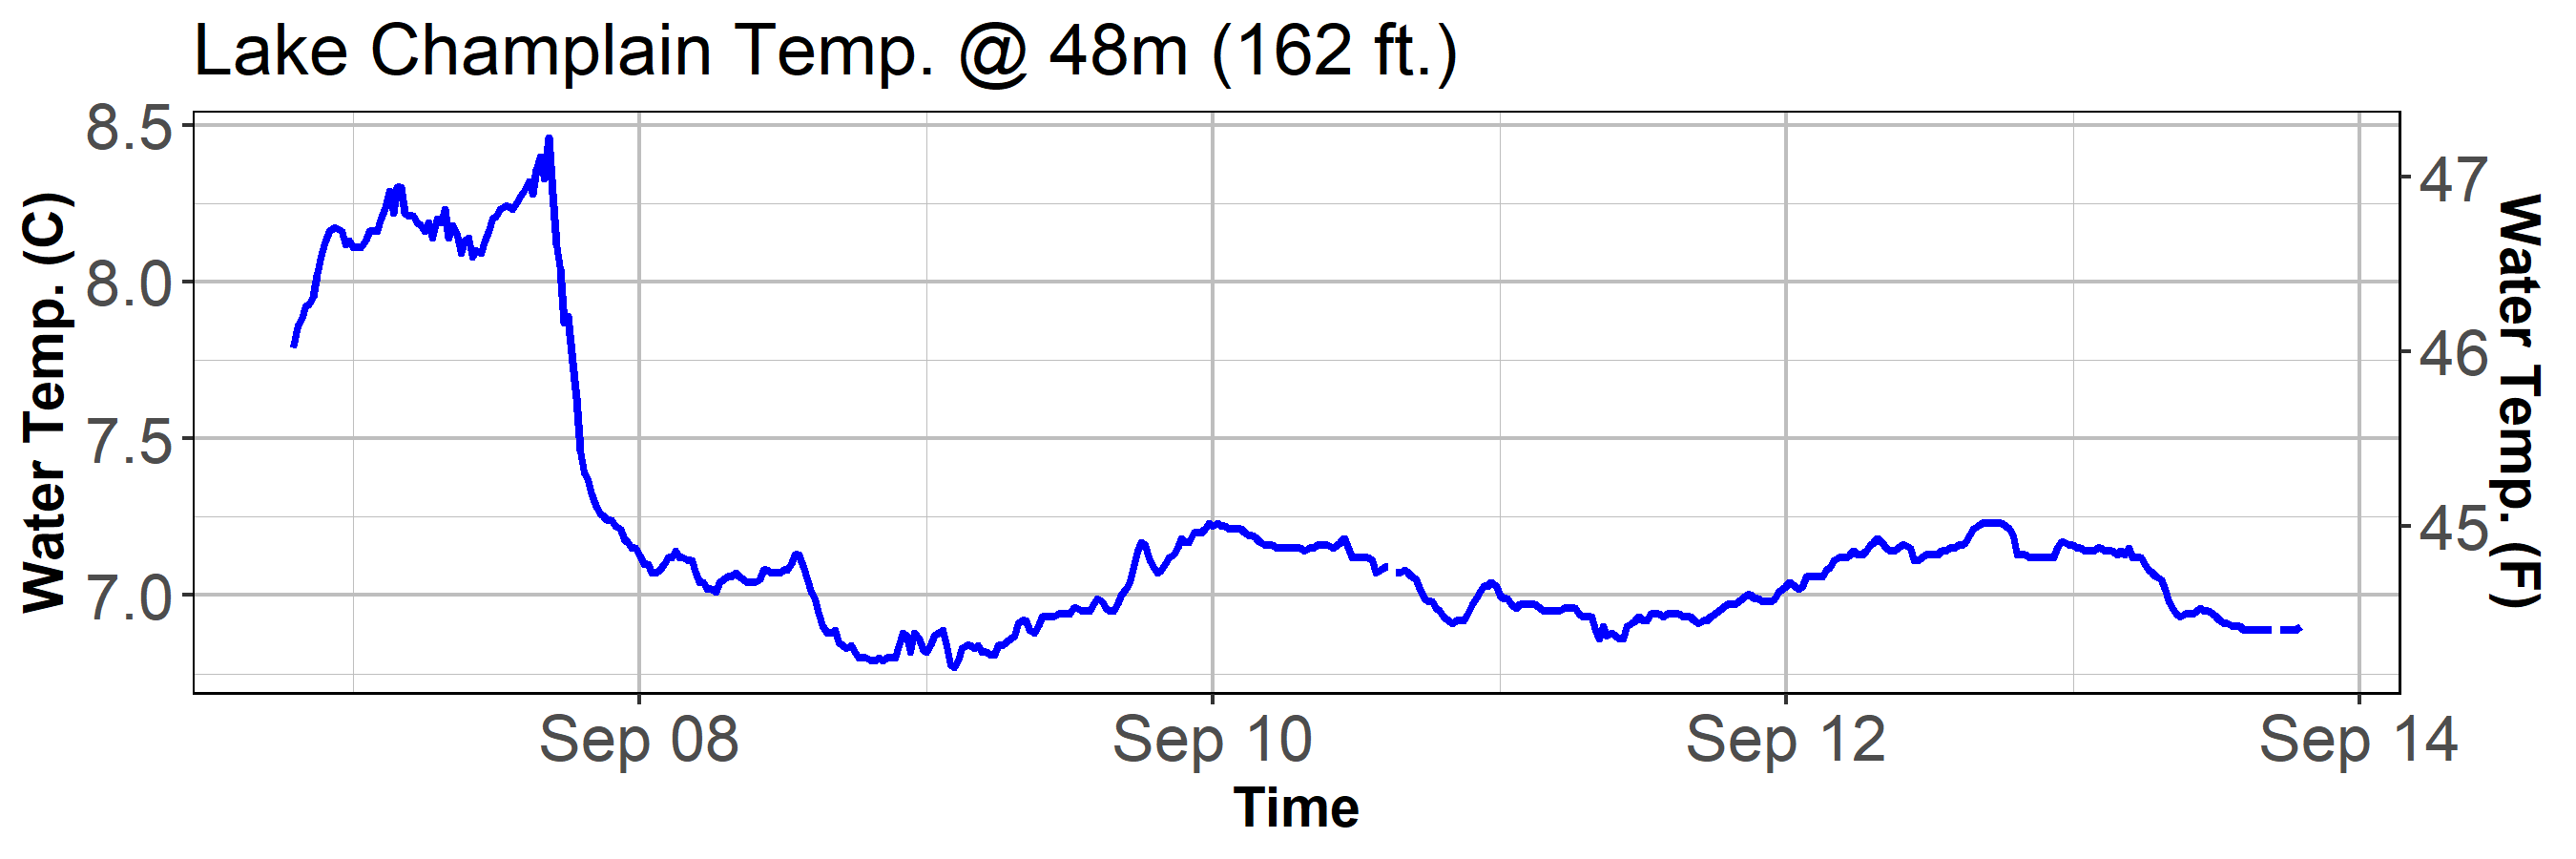 Lake Champlain Temp. @ 48m (162 ft.)
Water Temp. (C)
8.5
8.0
7.5
7.0
47
46
45
Water Temp. (F)
Sep 08
Sep 10
Sep 12
Sep 14
Time